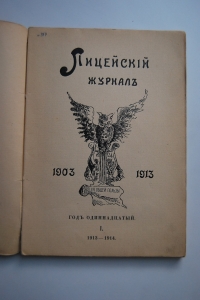 Лицейскій
журналъ
1903 1913
годъ одиннадцатый.
I.
1913—1914.